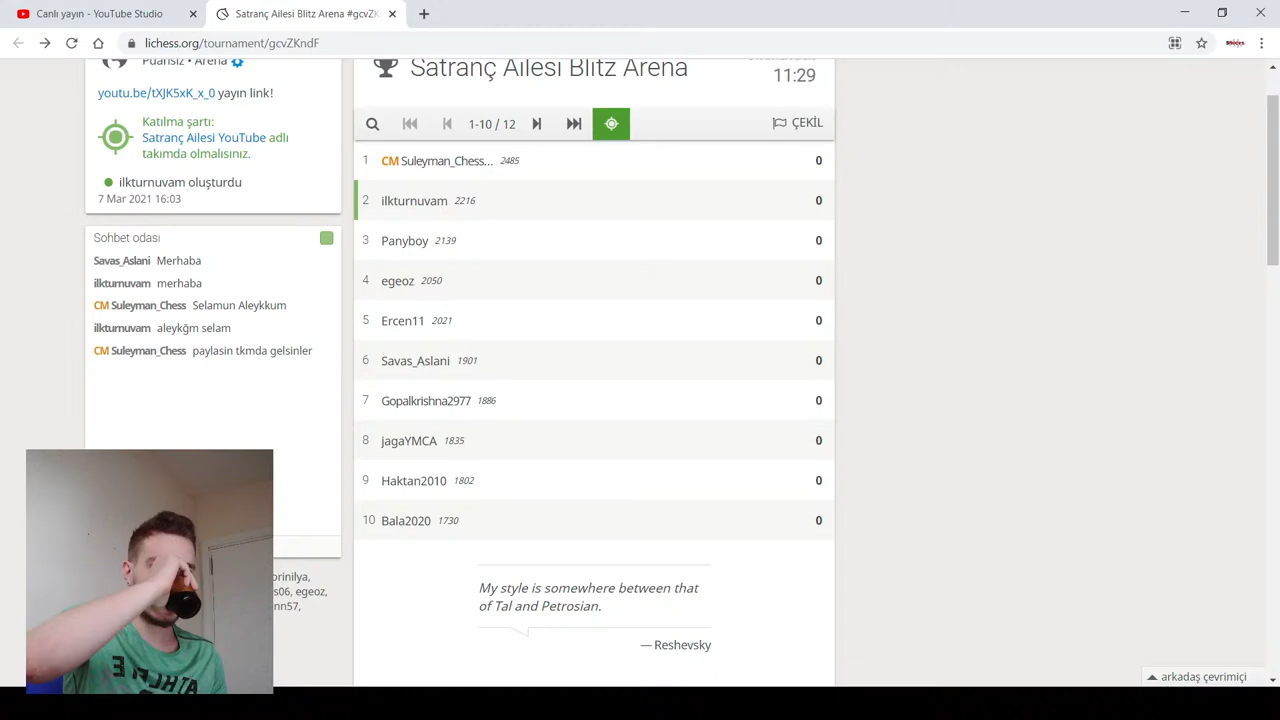 Canlı yayın - YouTube Studio
Satranç Ailesi Blitz Arena #gcvZK
lichess.org/tournament/gcvZKndF
Puansız • Arena
youtu.be/tXJK5xK_x_0 yayın link!
Katılma şartı:
Satranç Ailesi YouTube adlı
takımda olmalısınız.
ilkturnuvam oluşturdu
7 Mar 2021 16:03
Sohbet odası
Savas_Aslani Merhaba
ilkturnuvam merhaba
CM Suleyman_Chess Selamun Aleykkum
ilkturnuvam aleykğm selam
CM Suleyman_Chess paylasin tkmda gelsinler
orinilya,
s06, egeoz,
nn57,
Satranç Ailesi Blitz Arena
11:29
1-10 / 12
ÇEKİL
1 CM Suleyman_Chess... 2485 0
2 ilkturnuvam 2216 0
3 Panyboy 2139 0
4 egeoz 2050 0
5 Ercen11 2021 0
6 Savas_Aslani 1901 0
7 Gopalkrishna2977 1886 0
8 jagaYMCA 1835 0
9 Haktan2010 1802 0
10 Bala2020 1730 0
My style is somewhere between that
of Tal and Petrosian.
— Reshevsky
arkadaş çevrimiçi